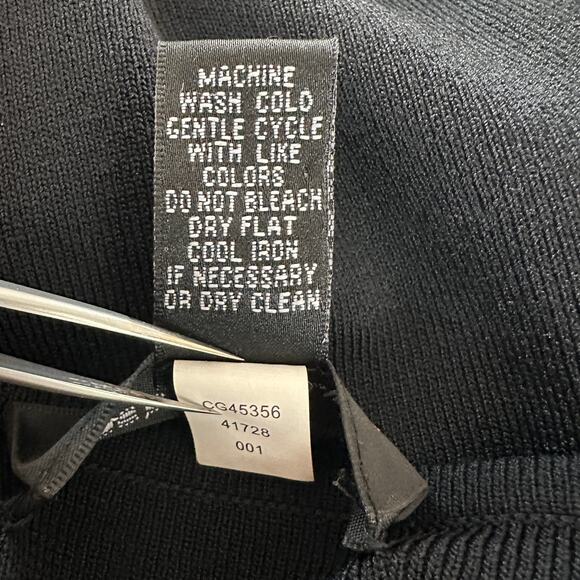 MACHINE
WASH COLD
GENTLE CYCLE
WITH LIKE
COLORS
DO NOT BLEACH
DRY FLAT
COOL IRON
IF NECESSARY
OR DRY CLEAN
CG45356
41728
001